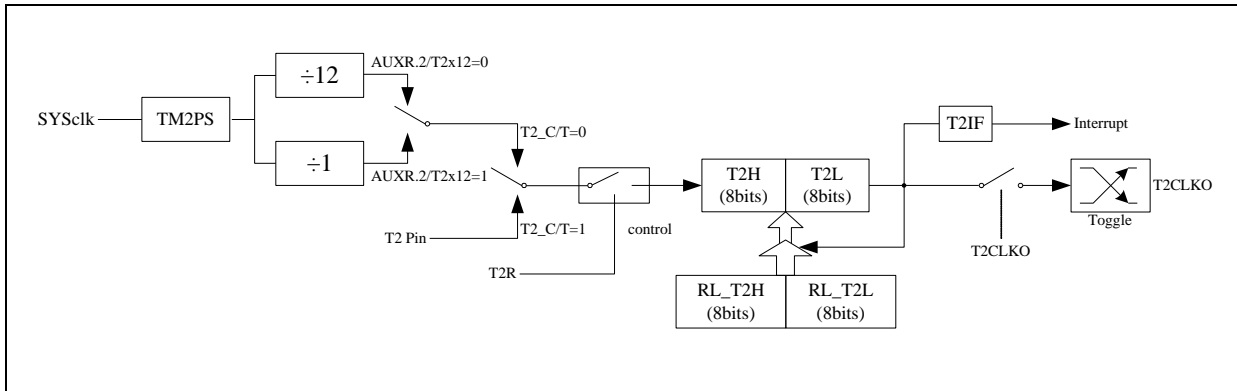 AUXR.2/T2x12=0
÷12
SYSclk
TM2PS
T2_C/T=0
÷1
AUXR.2/T2x12=1
T2IF
Interrupt
T2H
(8bits)
T2L
(8bits)
T2CLKO
Toggle
T2 Pin
T2_C/T=1
control
T2CLKO
T2R
RL_T2H
(8bits)
RL_T2L
(8bits)